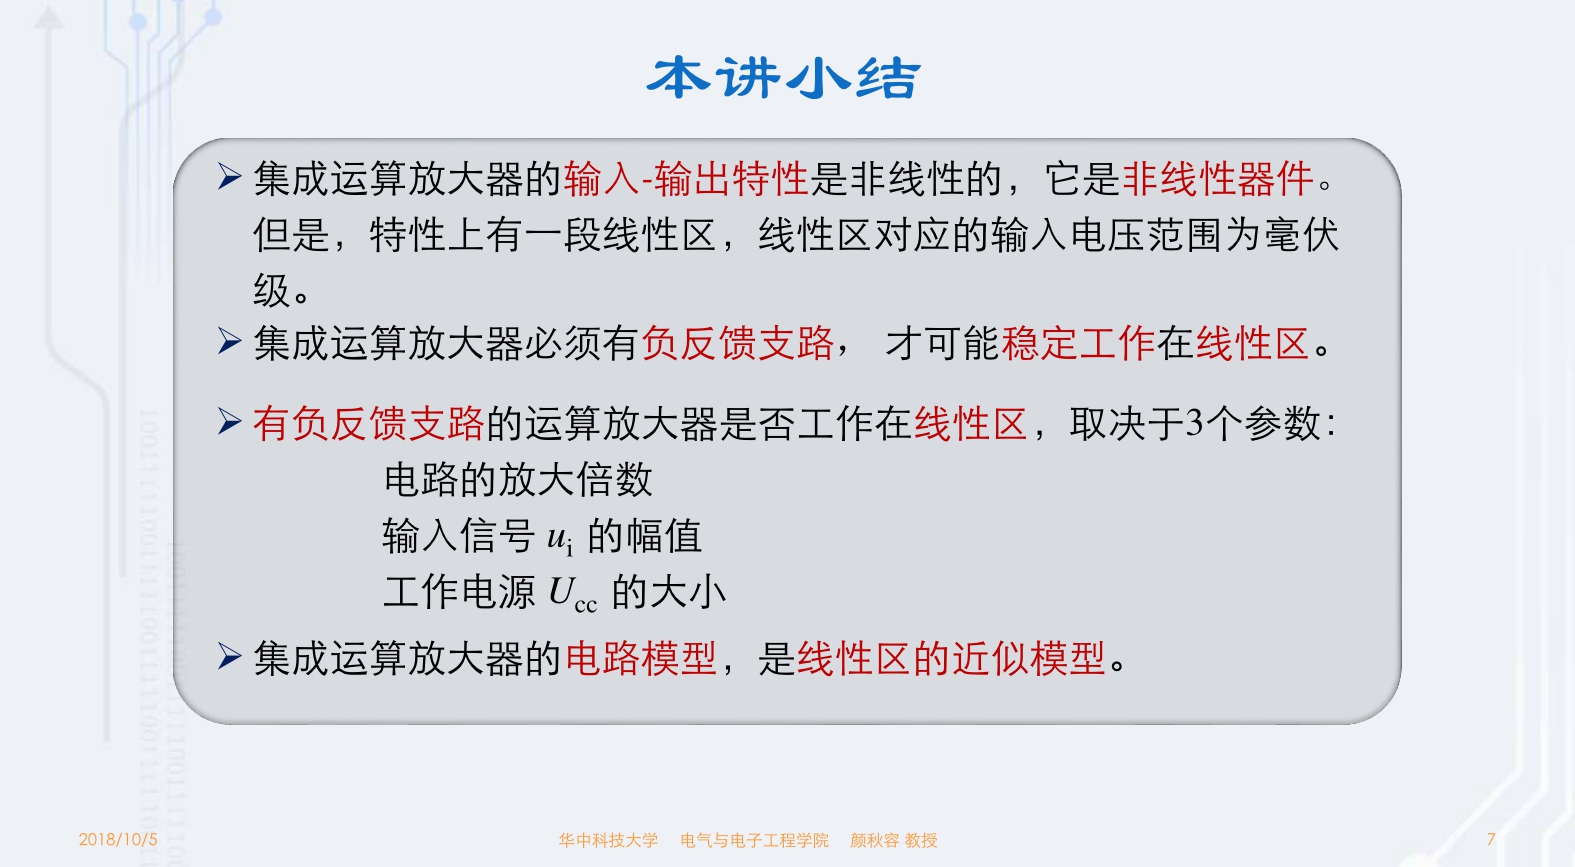 本讲小结
➢ 集成运算放大器的输入-输出特性是非线性的，它是非线性器件。
但是，特性上有一段线性区，线性区对应的输入电压范围为毫伏
级。
➢ 集成运算放大器必须有负反馈支路， 才可能稳定工作在线性区。
➢ 有负反馈支路的运算放大器是否工作在线性区，取决于3个参数：
电路的放大倍数
输入信号 ui 的幅值
工作电源 Ucc 的大小
➢ 集成运算放大器的电路模型，是线性区的近似模型。
2018/10/5 华中科技大学 电气与电子工程学院 颜秋容 教授 7